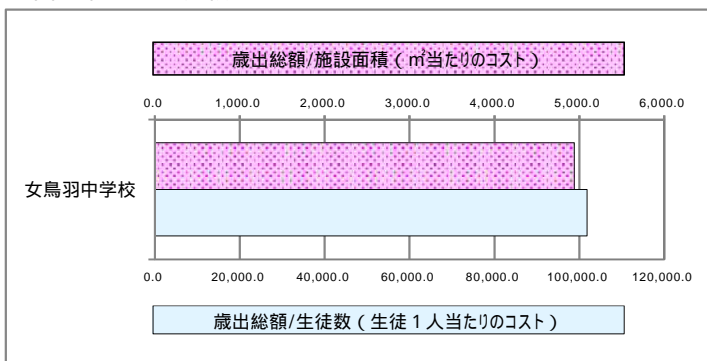 歳出総額/施設面積（㎡当たりのコスト）
0.0 1,000.0 2,000.0 3,000.0 4,000.0 5,000.0 6,000.0
女鳥羽中学校
0.0 20,000.0 40,000.0 60,000.0 80,000.0 100,000.0 120,000.0
歳出総額/生徒数（生徒１人当たりのコスト）